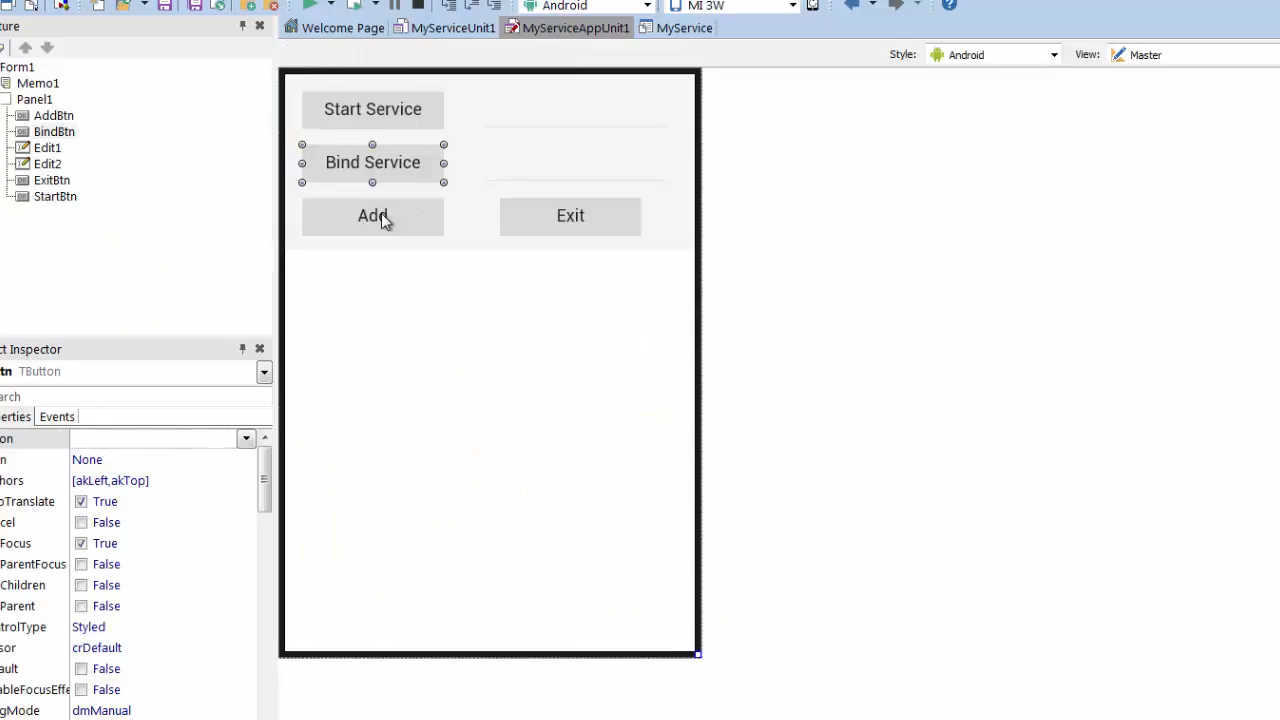 Android
MI 3W
ture
Welcome Page
MyServiceUnit1
MyServiceAppUnit1
MyService
Style:
Android
View:
Master
Form1
Memo1
Panel1
AddBtn
BindBtn
Edit1
Edit2
ExitBtn
StartBtn
Start Service
Bind Service
Add
Exit
ct Inspector
tn TButton
arch
erties
Events
on
n None
hors [akLeft,akTop]
oTranslate True
cel False
Focus True
ParentFocus False
Children False
Parent False
trolType Styled
sor crDefault
ault False
ableFocusEffe False
gMode dmManual